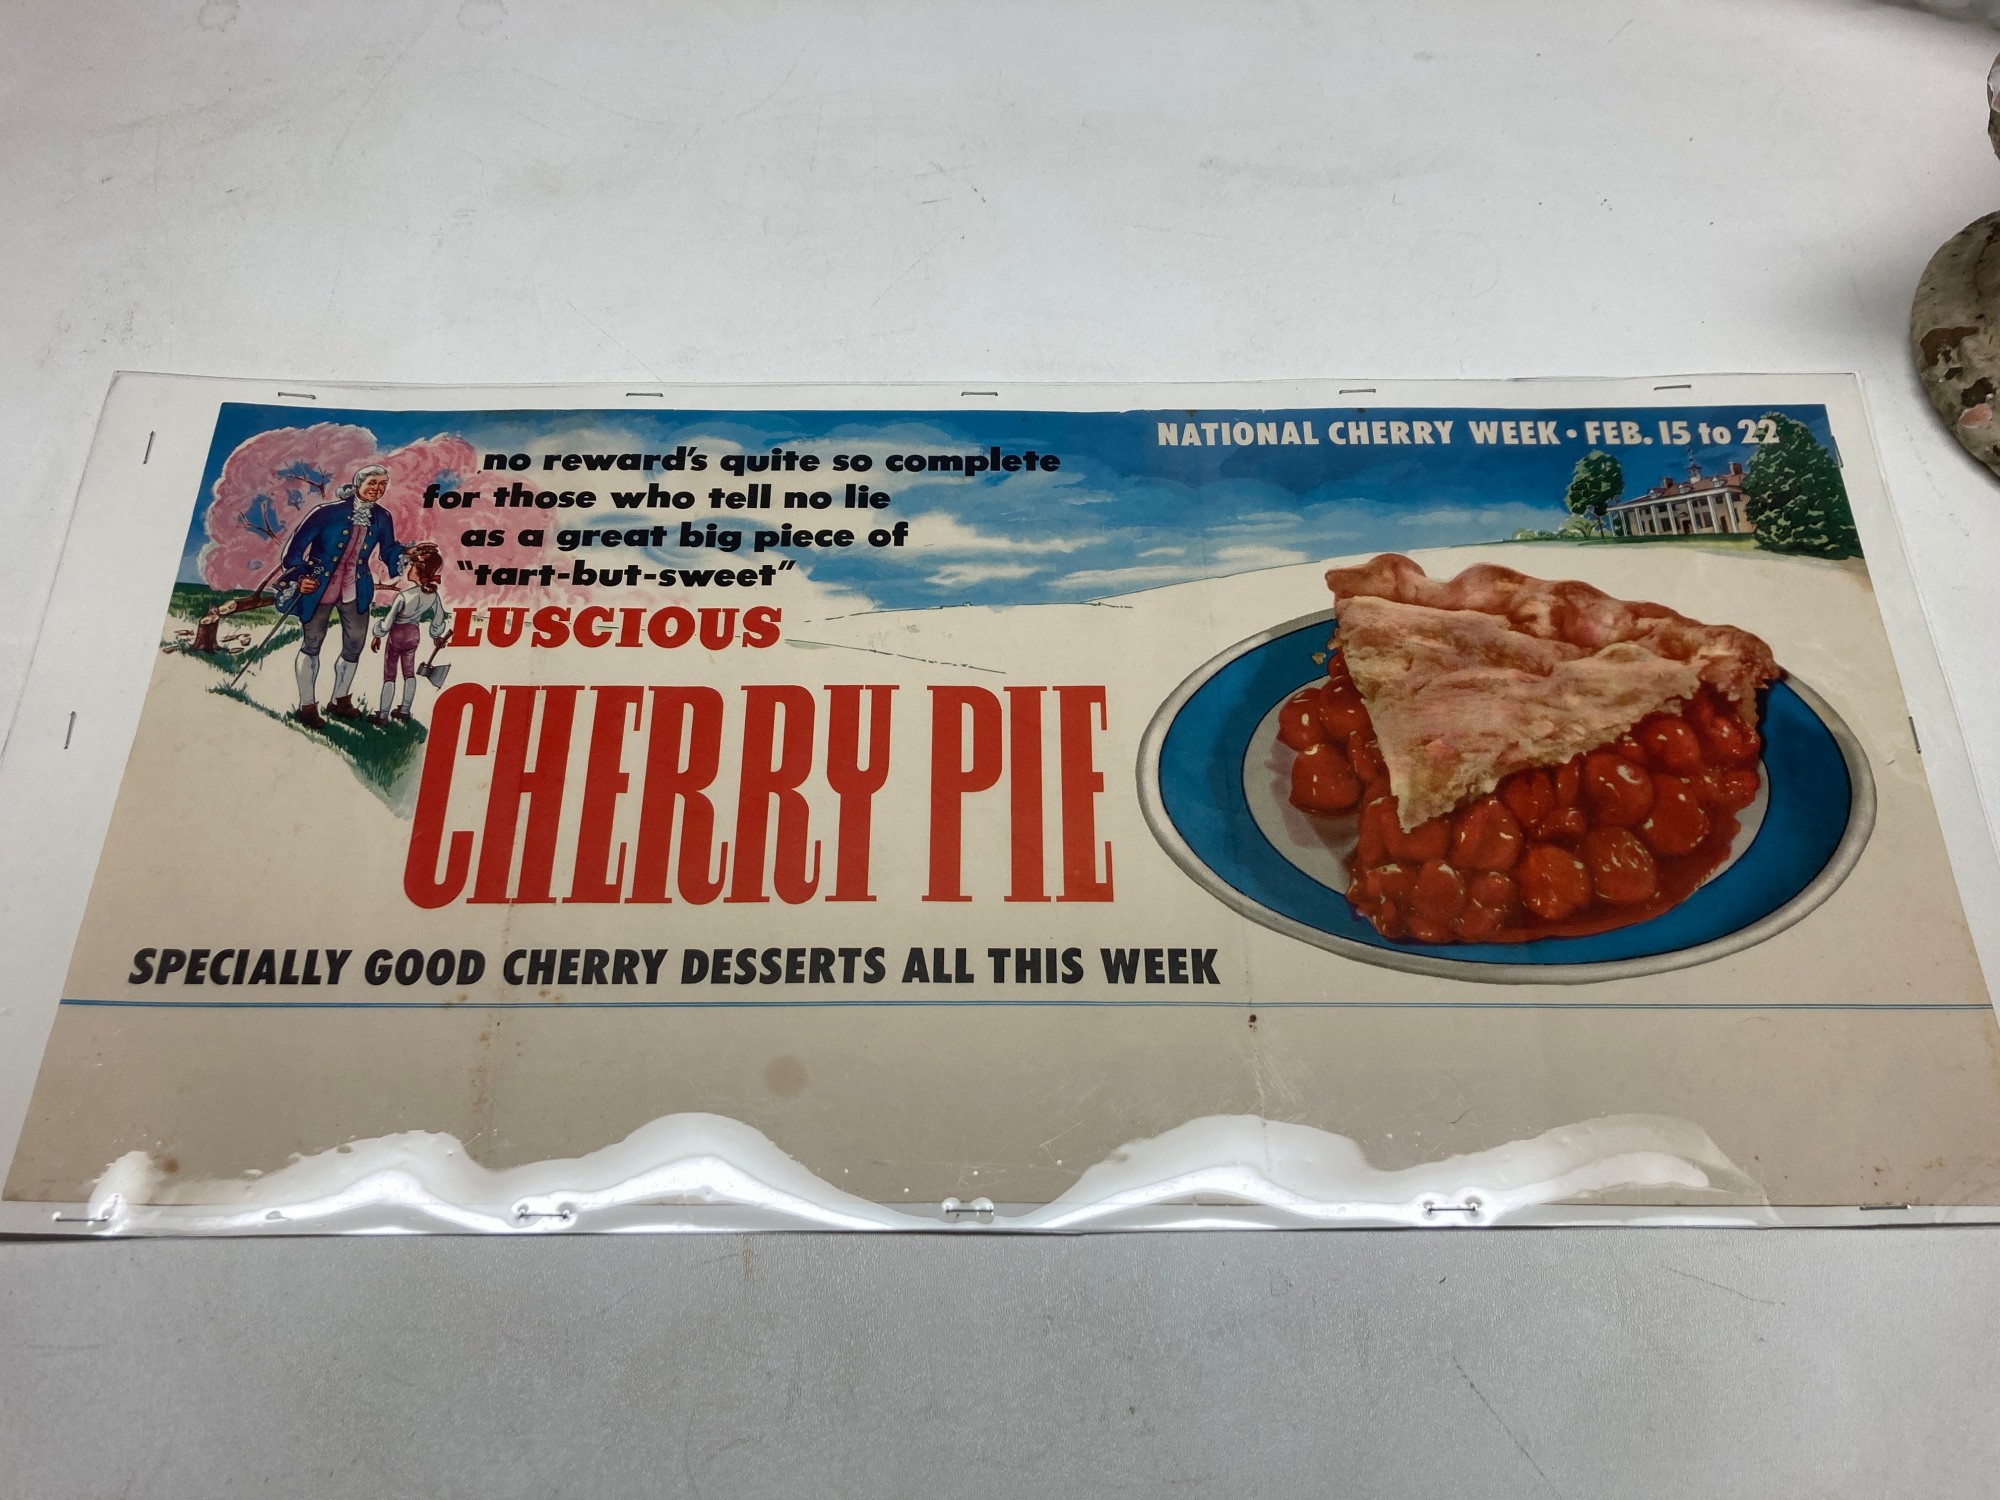 NATIONAL CHERRY WEEK • FEB. 15 to 22
no reward's quite so complete
for those who tell no lie
as a great big piece of
"tart-but-sweet"
LUSCIOUS
CHERRY PIE
SPECIALLY GOOD CHERRY DESSERTS ALL THIS WEEK